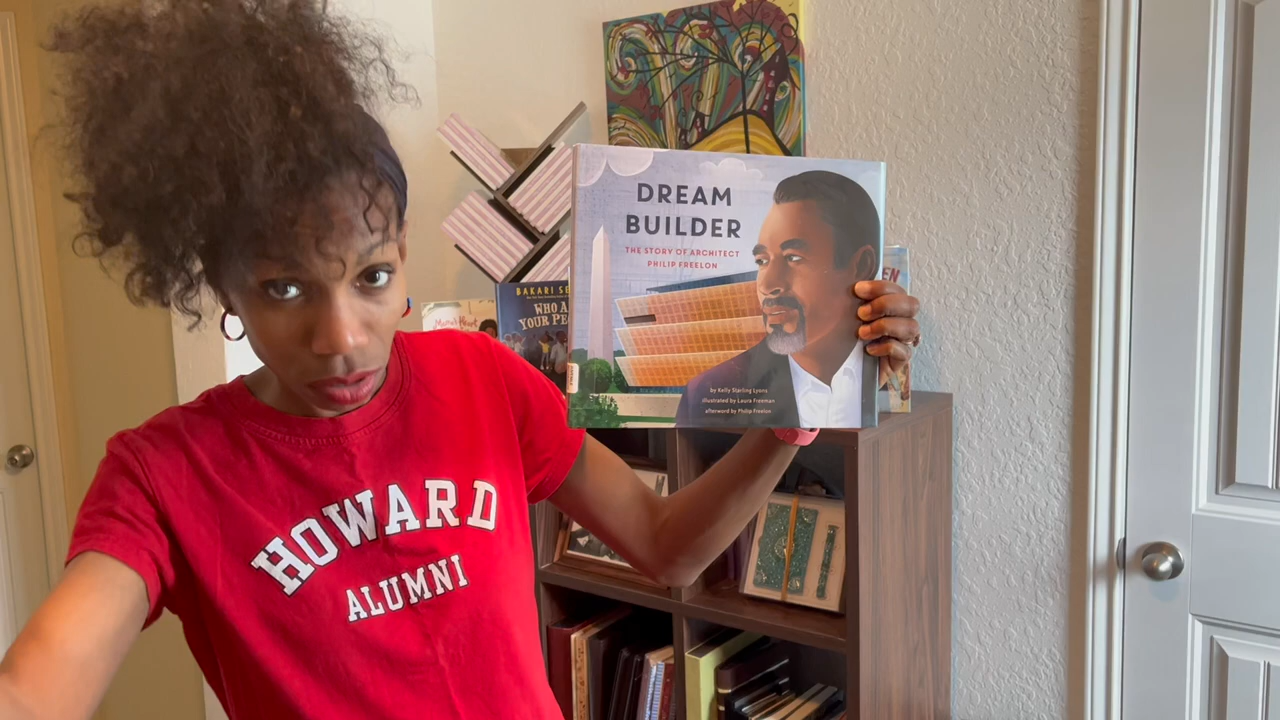 DREAM
BUILDER
THE STORY OF ARCHITECT
PHILIP FREELON
by Kelly Starling Lyons
illustrated by Laura Freeman
afterword by Philip Freelon
BAKARI SE
WHO A
YOUR PE
EN
HOWARD
ALUMNI